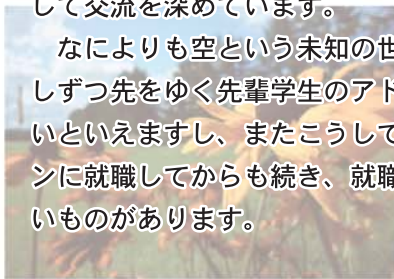 して交流を深めています。
　なによりも空という未知の世
しずつ先をゆく先輩学生のアド
いといえますし、またこうして
ンに就職してからも続き、就職
いものがあります。